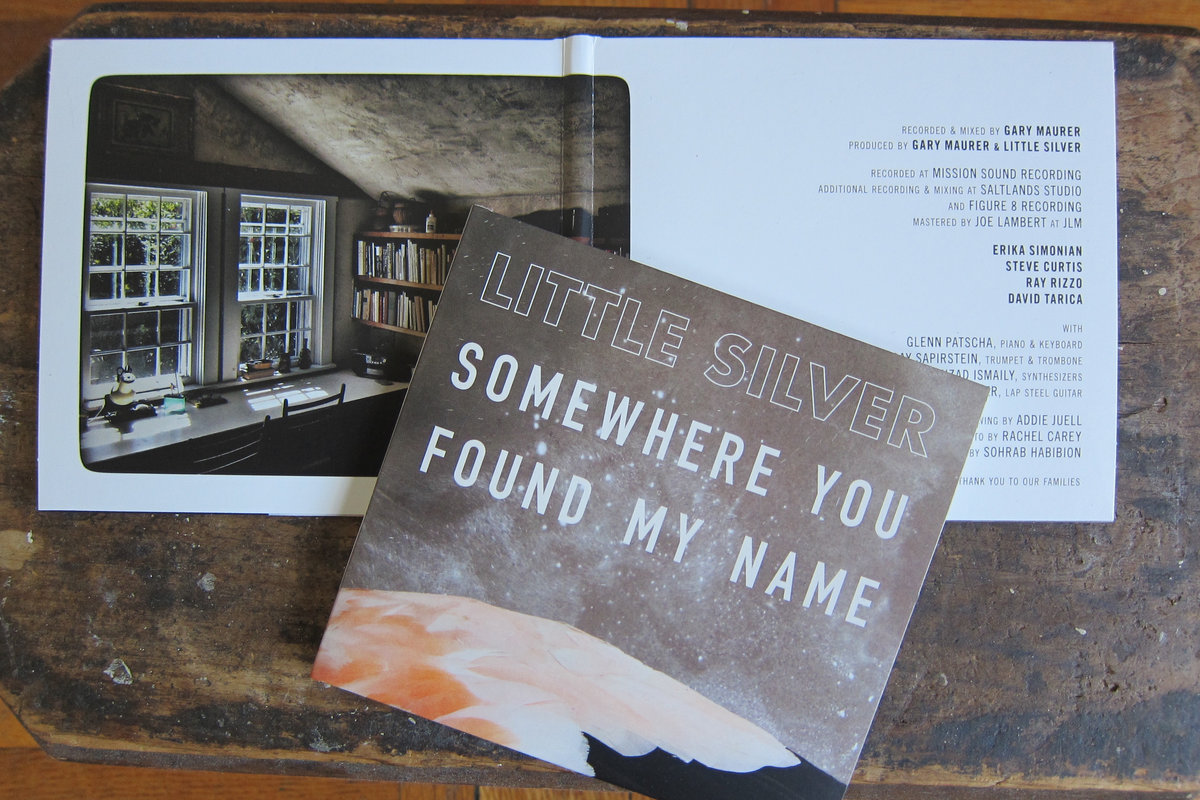 RECORDED & MIXED BY GARY MAURER
PRODUCED BY GARY MAURER & LITTLE SILVER
RECORDED AT MISSION SOUND RECORDING
ADDITIONAL RECORDING & MIXING AT SALTLANDS STUDIO
AND FIGURE 8 RECORDING
MASTERED BY JOE LAMBERT AT JLM
ERIKA SIMONIAN
STEVE CURTIS
RAY RIZZO
DAVID TARICA
WITH
GLENN PATSCHA, PIANO & KEYBOARD
SAPIRSTEIN, TRUMPET & TROMBONE
ISMAILY, SYNTHESIZERS
LAP STEEL GUITAR
BY ADDIE JUELL
BY RACHEL CAREY
BY SOHRAB HABIBION
THANK YOU TO OUR FAMILIES
LITTLE SILVER
SOMEWHERE YOU
FOUND MY NAME